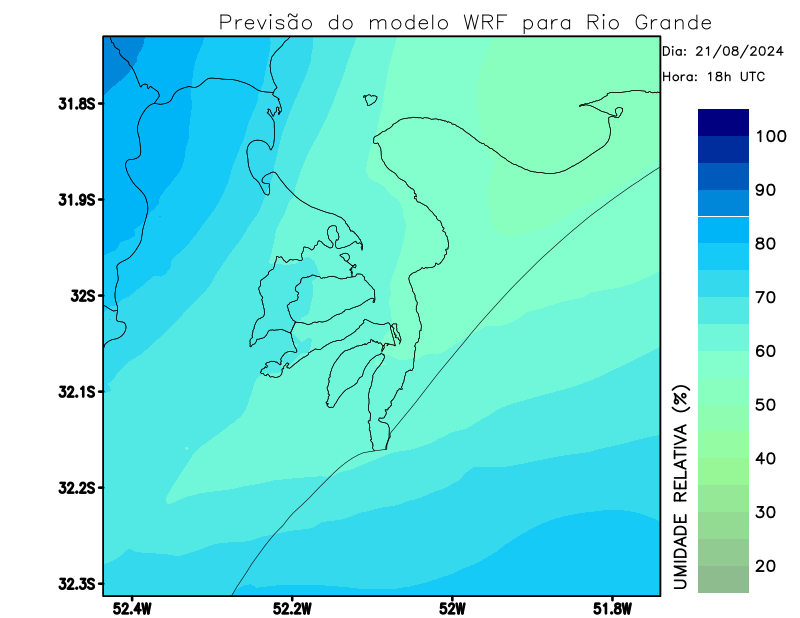 Previsão do modelo WRF para Rio Grande
Dia: 21/08/2024
Hora: 18h UTC
31.8S
31.9S
32S
32.1S
32.2S
32.3S
52.4W
52.2W
52W
51.8W
100
90
80
70
60
50
40
30
20
UMIDADE RELATIVA (%)